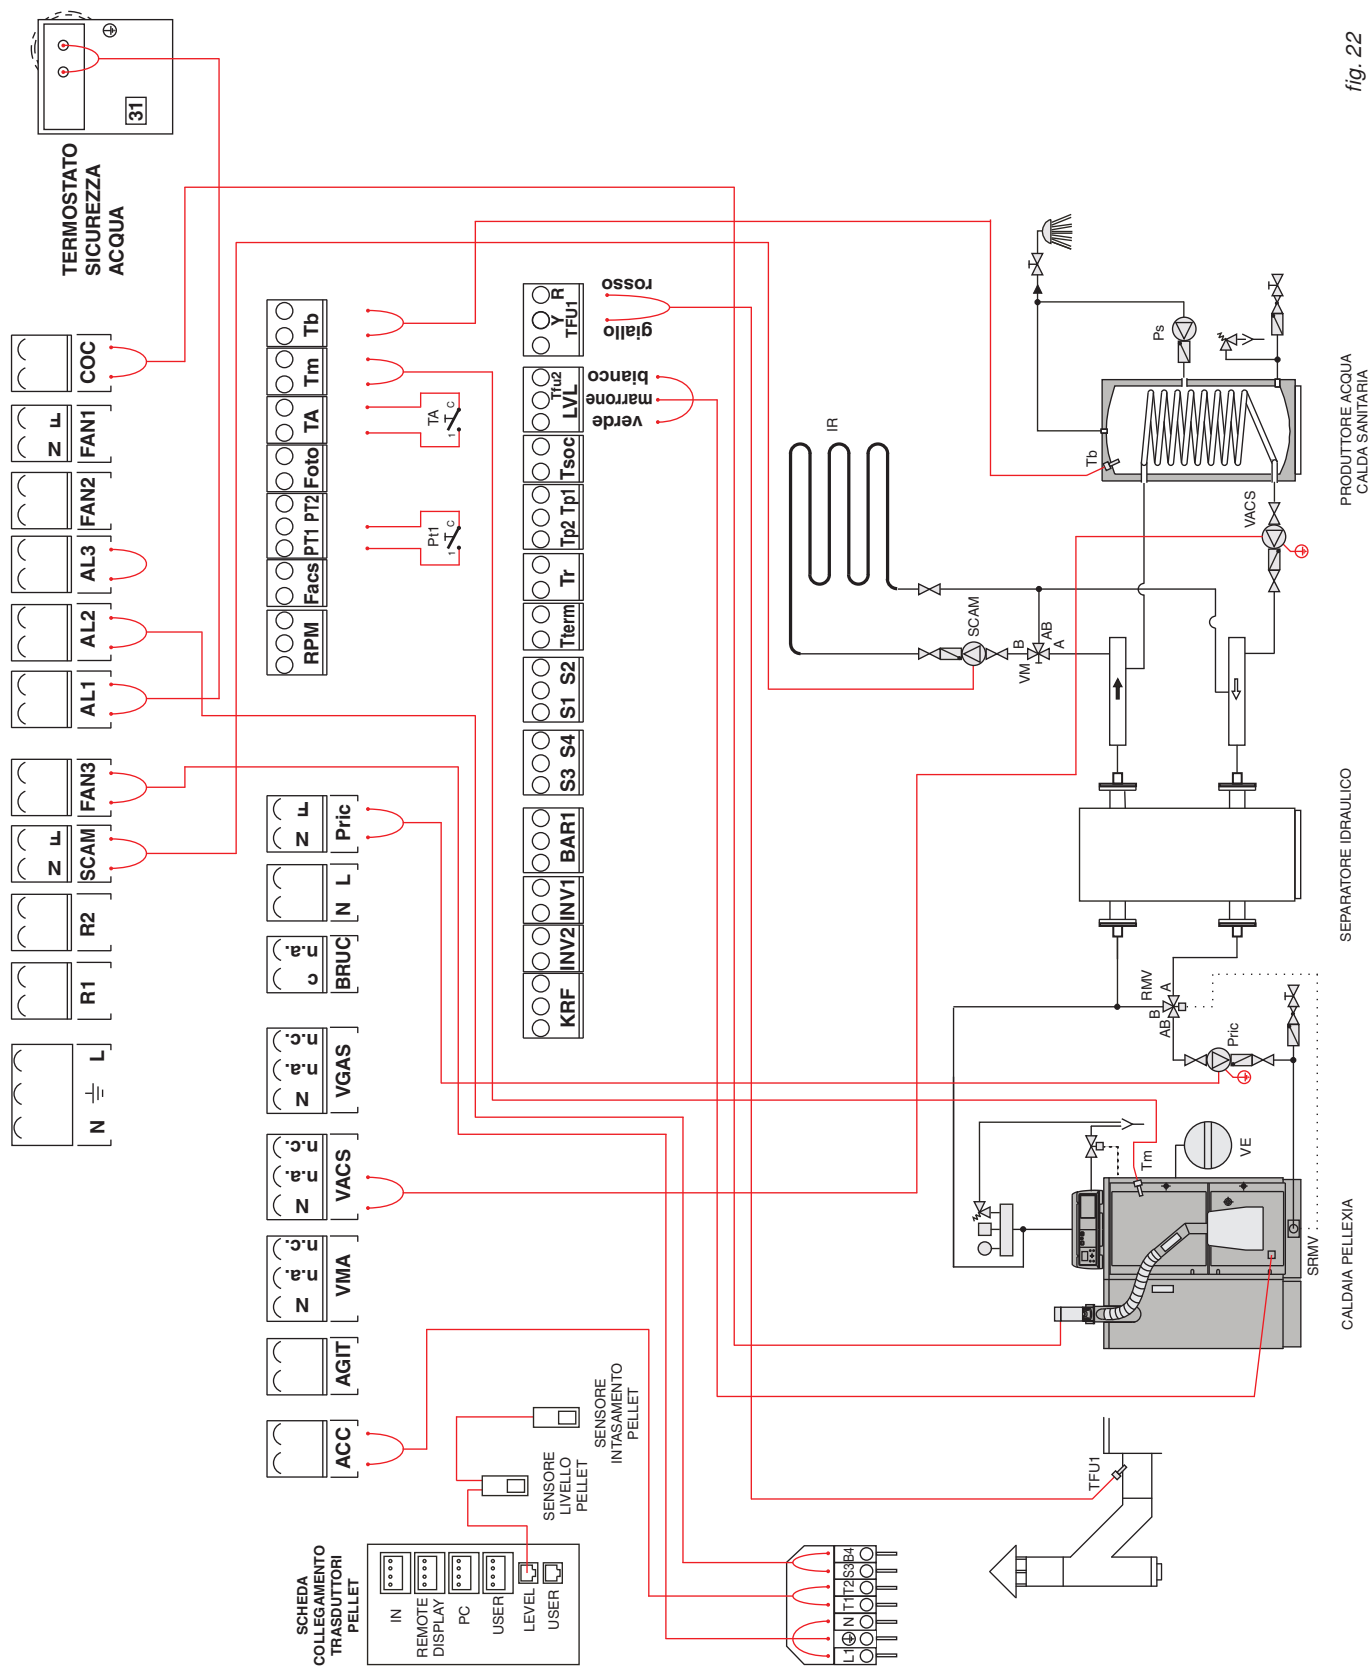 fig. 22
31
TERMOSTATO
SICUREZZA
ACQUA
N L
R1
R2
N F
SCAM
FAN3
AL1
AL2
AL3
FAN2
N F
FAN1
COC
ACC
AGIT
N n.a. n.c.
VMA
N n.a. n.c.
VACS
N n.a. n.c.
VGAS
c n.a.
BRUC
N L
N F
Pric
RPM
Facs
PT1 PT2
Foto
TA
Tm
Tb
Pt1
1 T C
TA
1 T C
KRF
INV2
INV1
BAR1
S3 S4
S1 S2
Tterm
Tr
Tp2 Tp1
Tsoc
Tfu2
LVL
Y R
TFU1
verde
marrone
bianco
giallo
rosso
SCHEDA
COLLEGAMENTO
TRASDUTTORI
PELLET
IN
REMOTE
DISPLAY
PC
USER
LEVEL
USER
SENSORE
LIVELLO
PELLET
SENSORE
INTASAMENTO
PELLET
L1 N T1 T2 S3 B4
TFU1
IR
SCAM
VM
B
AB
A
Tb
Ps
VACS
RMV
B
A
AB
Pric
Tm
VE
SRMV
CALDAIA PELLEXIA
SEPARATORE IDRAULICO
PRODUTTORE ACQUA
CALDA SANITARIA